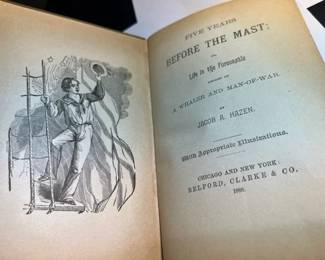 FIVE YEARS
BEFORE THE MAST;
OR,
Life in the Forecastle
ABOARD OF
A WHALER AND MAN-OF-WAR.
BY
JACOB A. HAZEN.
With Appropriate Illustrations.
CHICAGO AND NEW YORK:
BELFORD, CLARKE & CO,